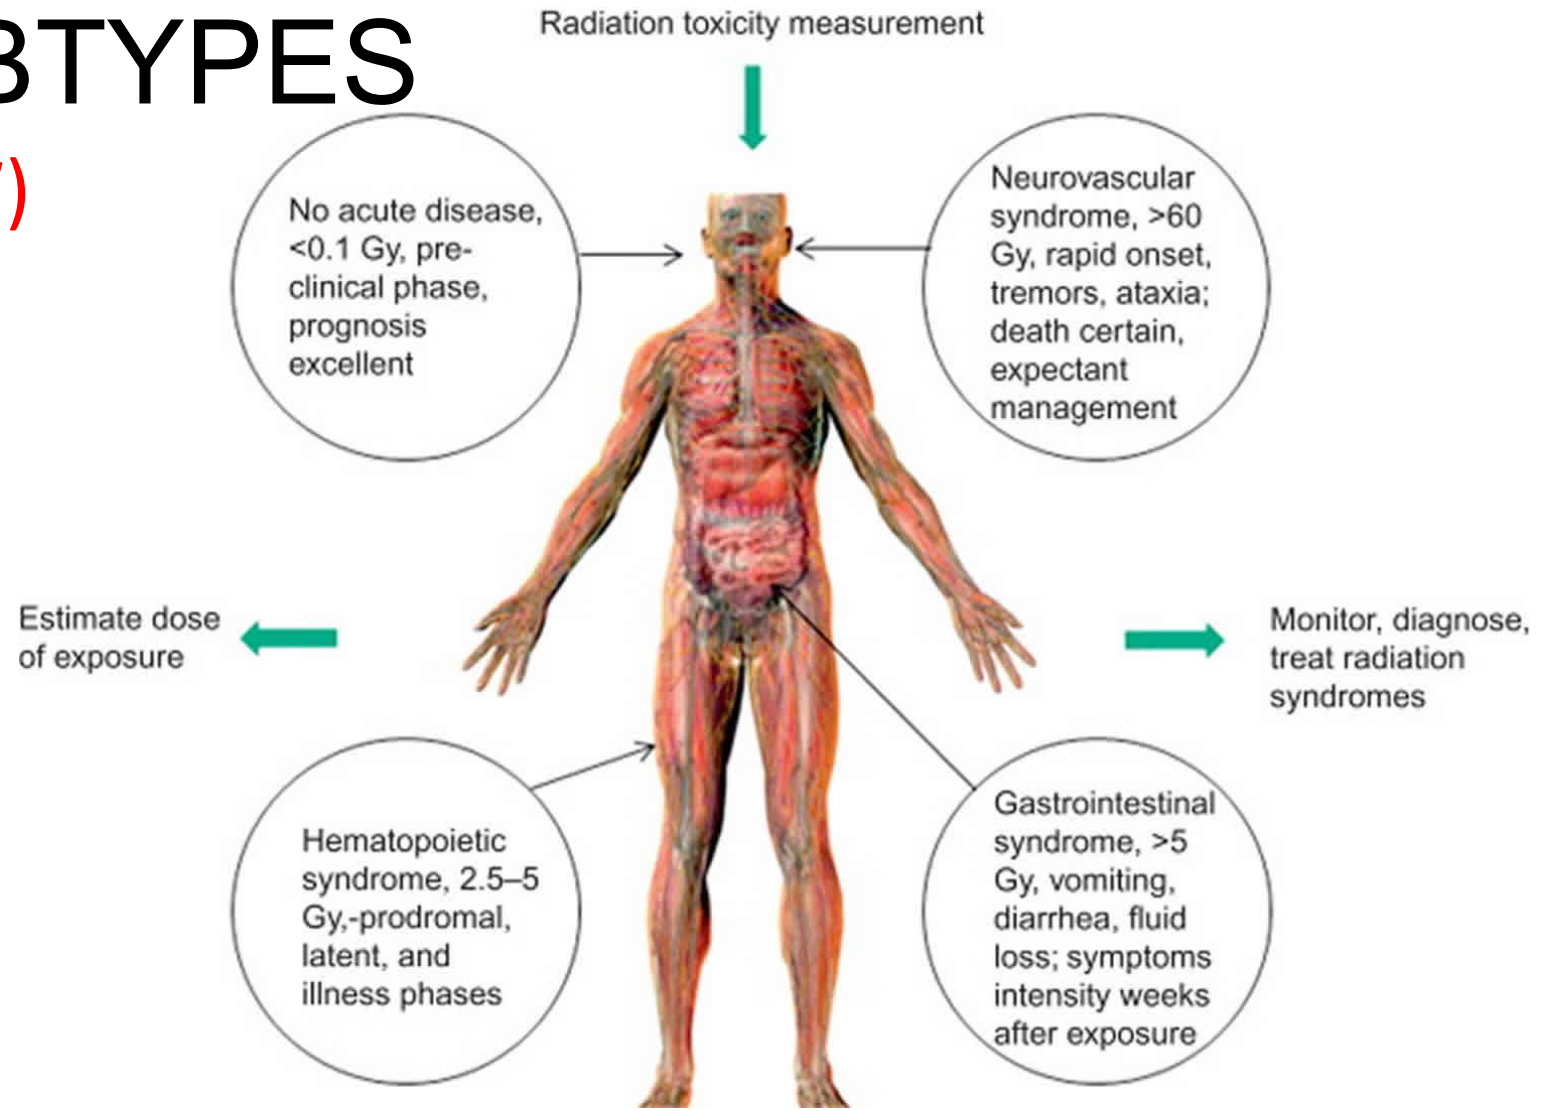 Radiation toxicity measurement
BTYPES
)
No acute disease,
<0.1 Gy, pre-
clinical phase,
prognosis
excellent
Neurovascular
syndrome, >60
Gy, rapid onset,
tremors, ataxia;
death certain,
expectant
management
Estimate dose
of exposure
Monitor, diagnose,
treat radiation
syndromes
Hematopoietic
syndrome, 2.5–5
Gy,-prodromal,
latent, and
illness phases
Gastrointestinal
syndrome, >5
Gy, vomiting,
diarrhea, fluid
loss; symptoms
intensity weeks
after exposure